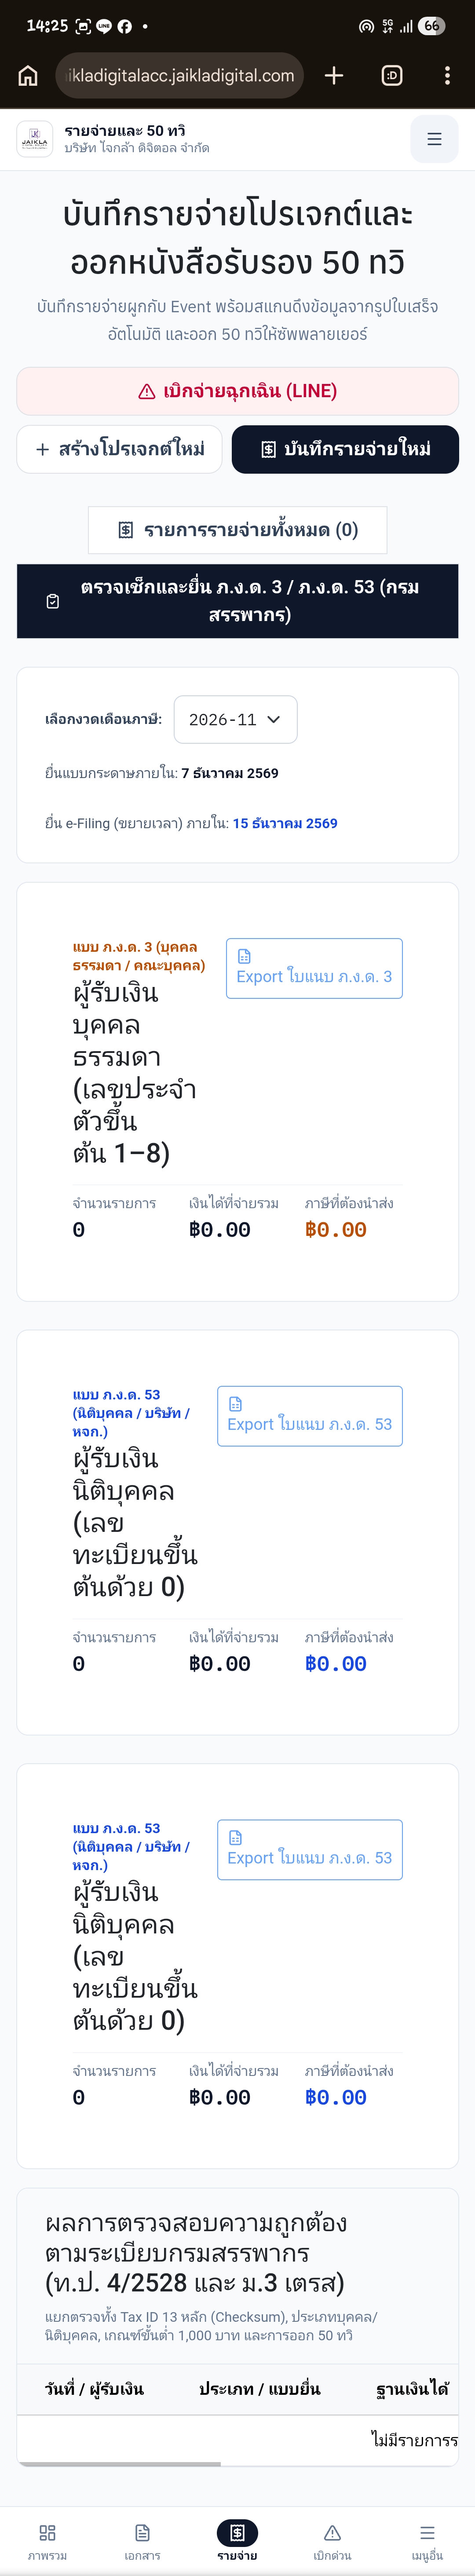 14:25
5G
66
ikladigitalacc.jaikladigital.com
:D
JAIKLA
รายจ่ายและ 50 ทวิ
บริษัท ไจกล้า ดิจิตอล จำกัด
บันทึกรายจ่ายโปรเจกต์และ
ออกหนังสือรับรอง 50 ทวิ
บันทึกรายจ่ายผูกกับ Event พร้อมสแกนดึงข้อมูลจากรูปใบเสร็จ
อัตโนมัติ และออก 50 ทวิให้ซัพพลายเยอร์
เบิกจ่ายฉุกเฉิน (LINE)
สร้างโปรเจกต์ใหม่
บันทึกรายจ่ายใหม่
รายการรายจ่ายทั้งหมด (0)
ตรวจเช็กและยื่น ภ.ง.ด. 3 / ภ.ง.ด. 53 (กรม
สรรพากร)
เลือกงวดเดือนภาษี:
2026-11
ยื่นแบบกระดาษภายใน: 7 ธันวาคม 2569
ยื่น e-Filing (ขยายเวลา) ภายใน: 15 ธันวาคม 2569
แบบ ภ.ง.ด. 3 (บุคคล
ธรรมดา / คณะบุคคล)
ผู้รับเงิน
บุคคล
ธรรมดา
(เลขประจำ
ตัวขึ้น
ต้น 1–8)
Export ใบแนบ ภ.ง.ด. 3
จำนวนรายการ
เงินได้ที่จ่ายรวม
ภาษีที่ต้องนำส่ง
0
฿0.00
฿0.00
แบบ ภ.ง.ด. 53
(นิติบุคคล / บริษัท /
หจก.)
ผู้รับเงิน
นิติบุคคล
(เลข
ทะเบียนขึ้น
ต้นด้วย 0)
Export ใบแนบ ภ.ง.ด. 53
จำนวนรายการ
เงินได้ที่จ่ายรวม
ภาษีที่ต้องนำส่ง
0
฿0.00
฿0.00
แบบ ภ.ง.ด. 53
(นิติบุคคล / บริษัท /
หจก.)
ผู้รับเงิน
นิติบุคคล
(เลข
ทะเบียนขึ้น
ต้นด้วย 0)
Export ใบแนบ ภ.ง.ด. 53
จำนวนรายการ
เงินได้ที่จ่ายรวม
ภาษีที่ต้องนำส่ง
0
฿0.00
฿0.00
ผลการตรวจสอบความถูกต้อง
ตามระเบียบกรมสรรพากร
(ท.ป. 4/2528 และ ม.3 เตรส)
แยกตรวจทั้ง Tax ID 13 หลัก (Checksum), ประเภทบุคคล/
นิติบุคคล, เกณฑ์ขั้นต่ำ 1,000 บาท และการออก 50 ทวิ
วันที่ / ผู้รับเงิน
ประเภท / แบบยื่น
ฐานเงินได้
ไม่มีรายการร
ภาพรวม
เอกสาร
รายจ่าย
เบิกด่วน
เมนูอื่น